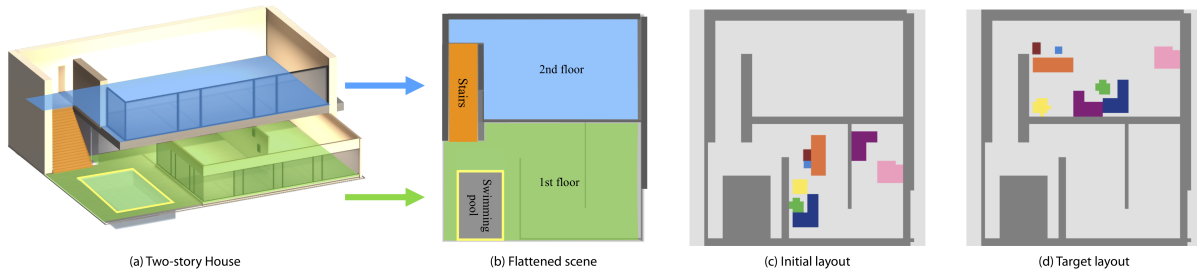 2nd floor
Stairs
1st floor
Swimming
pool
(a) Two-story House
(b) Flattened scene
(c) Initial layout
(d) Target layout